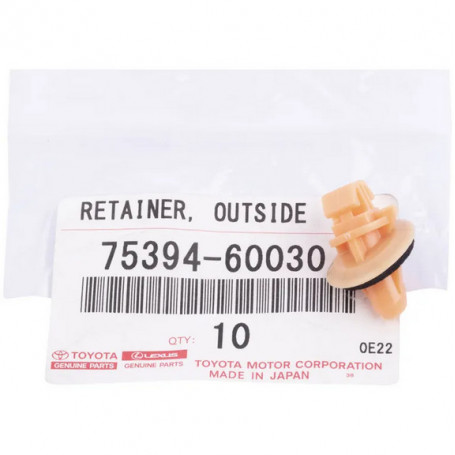 RETAINER, OUTSIDE
75394-60030
QTY: 10
0E22
TOYOTA LEXUS
GENUINE PARTS GENUINE PARTS
TOYOTA MOTOR CORPORATION
MADE IN JAPAN